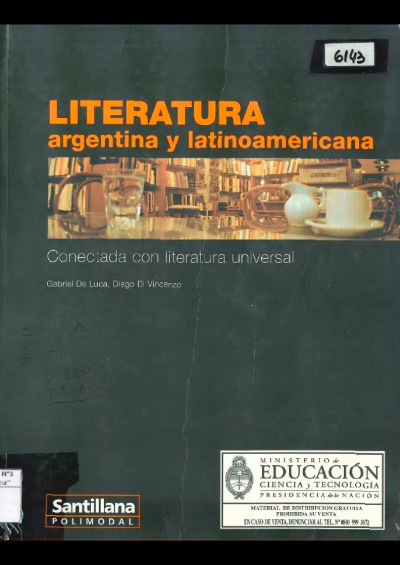 6143
LITERATURA
argentina y latinoamericana
Conectada con literatura universal
Gabriel De Luca, Diego Di Vincenzo
N°3
Santillana
POLIMODAL
MINISTERIO de
EDUCACIÓN
CIENCIA y TECNOLOGÍA
PRESIDENCIA de la NACIÓN
MATERIAL DE DISTRIBUCIÓN GRATUITA
PROHIBIDA SU VENTA
EN CASO DE VENTA, DENUNCIAR AL TEL. Nº 0800 999 3672